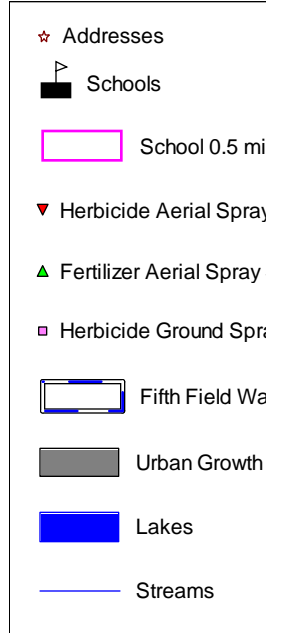 Addresses
Schools
School 0.5 mi
Herbicide Aerial Spray
Fertilizer Aerial Spray
Herbicide Ground Spra
Fifth Field Wa
Urban Growth
Lakes
Streams